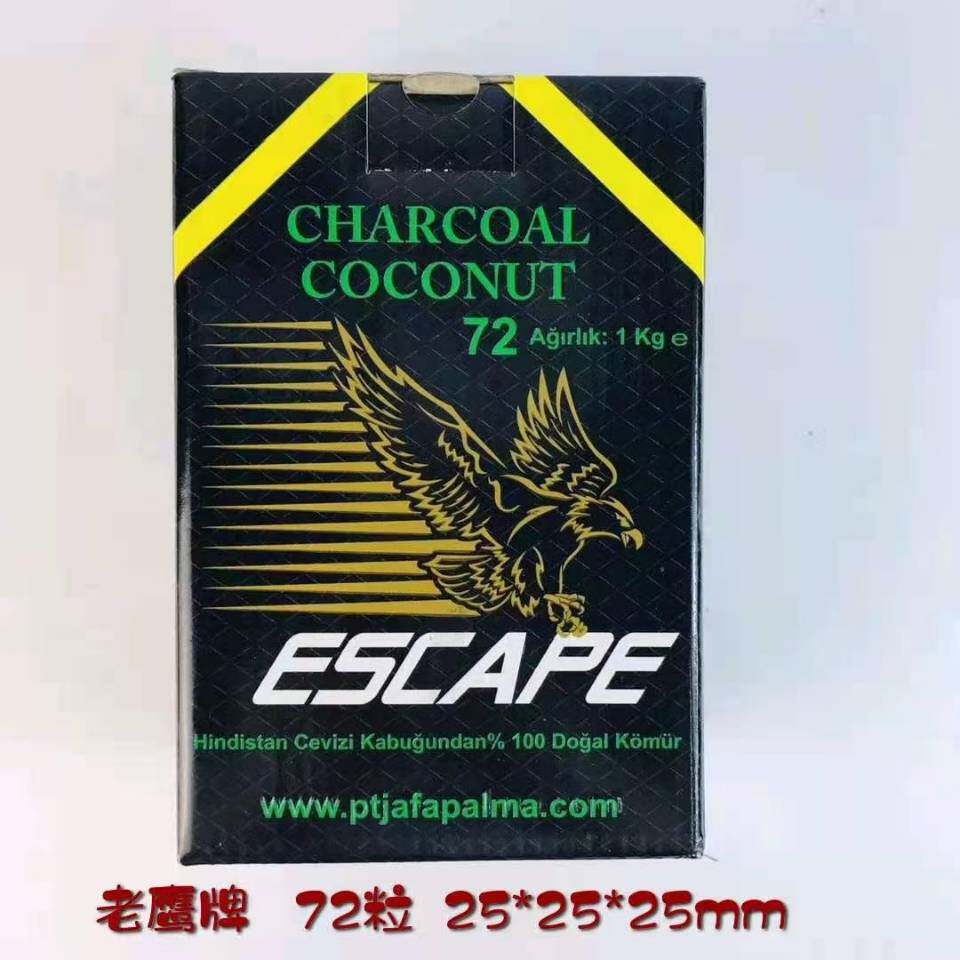 CHARCOAL
COCONUT
72 Ağırlık: 1 Kg e
ESCAPE
Hindistan Cevizi Kabuğundan% 100 Doğal Kömür
www.ptjafapalma.com
老鹰牌 72粒 25*25*25mm